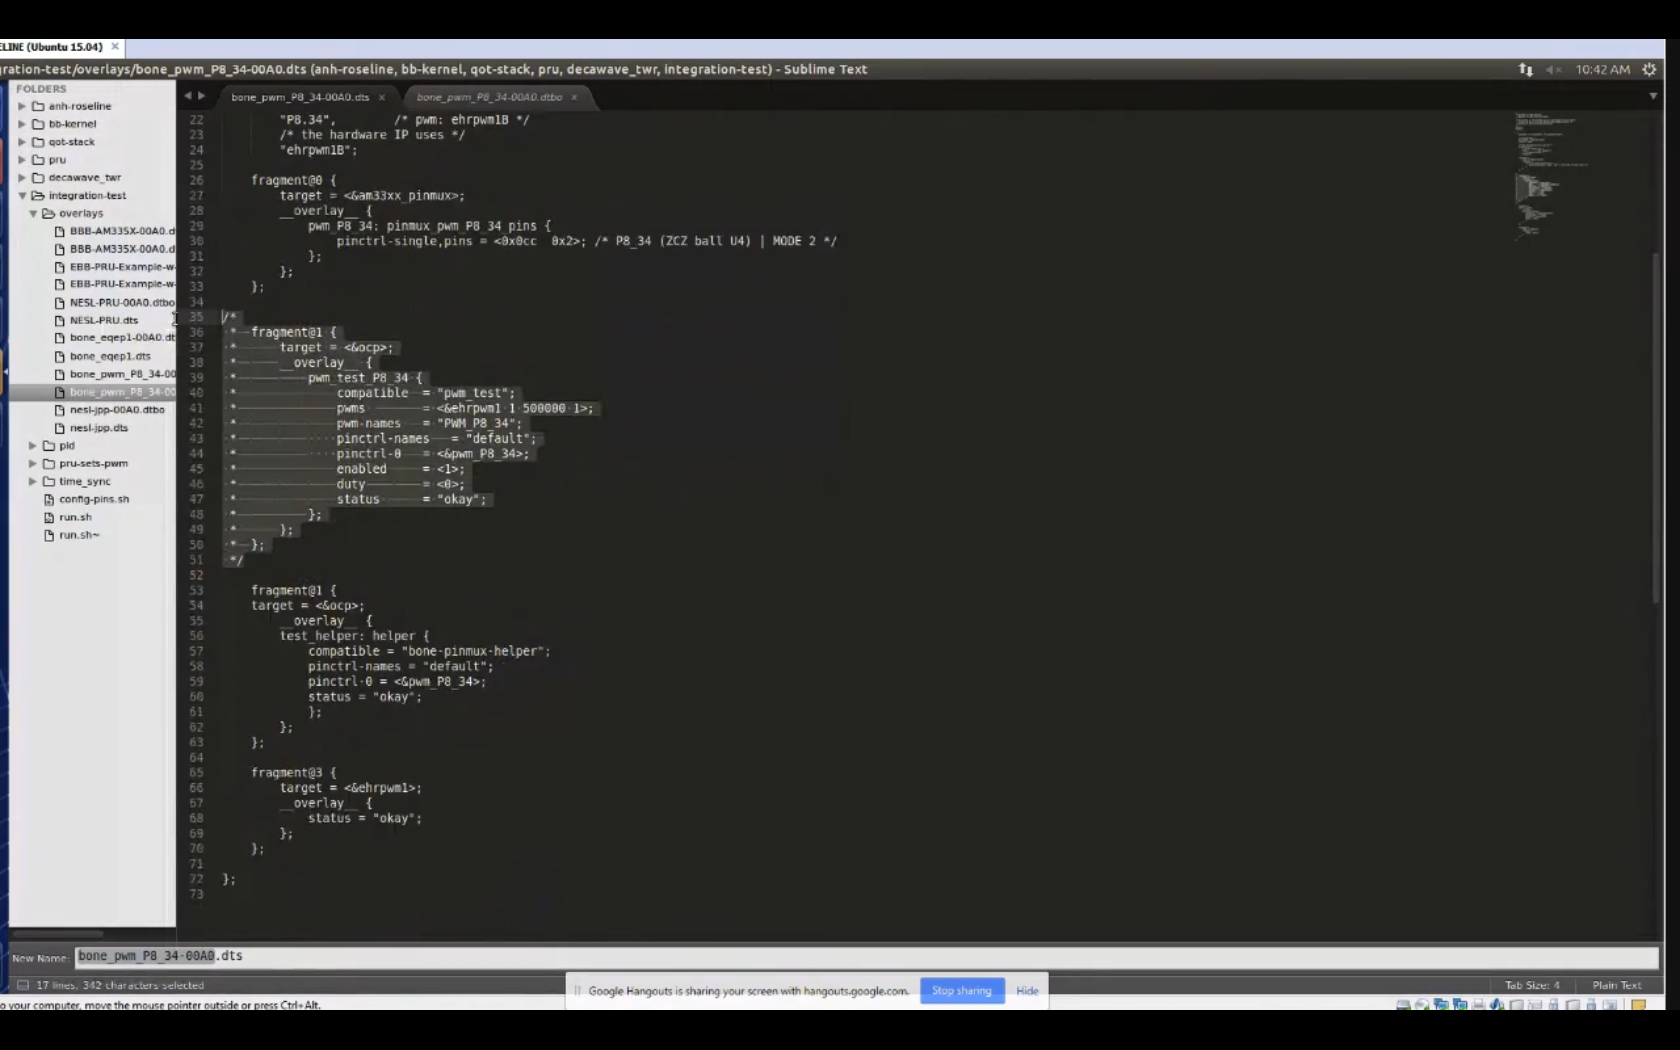 ELINE (Ubuntu 15.04) ×
ration-test/overlays/bone_pwm_P8_34-00A0.dts (anh-roseline, bb-kernel, qot-stack, pru, decawave_twr, integration-test) - Sublime Text
10:42 AM
FOLDERS
anh-roseline
bb-kernel
qot-stack
pru
decawave_twr
integration-test
overlays
BBB-AM335X-00A0.d
BBB-AM335X-00A0.d
EBB-PRU-Example-w-
EBB-PRU-Example-w-
NESL-PRU-00A0.dtbo
NESL-PRU.dts
bone_eqep1-00A0.dt
bone_eqep1.dts
bone_pwm_P8_34-00
bone_pwm_P8_34-00
nesl-jpp-00A0.dtbo
nesl-jpp.dts
pid
pru-sets-pwm
time_sync
config-pins.sh
run.sh
run.sh~
bone_pwm_P8_34-00A0.dts ×
bone_pwm_P8_34-00A0.dtbo ×
22 "P8.34", /* pwm: ehrpwm1B */
23 /* the hardware IP uses */
24 "ehrpwm1B";
25
26 fragment@0 {
27 target = <&am33xx_pinmux>;
28 __overlay__ {
29 pwm_P8_34: pinmux_pwm_P8_34_pins {
30 pinctrl-single,pins = <0x0cc 0x2>; /* P8_34 (ZCZ ball U4) | MODE 2 */
31 };
32 };
33 };
34
35 /*
36 * fragment@1 {
37 * target = <&ocp>;
38 * __overlay__ {
39 * pwm_test_P8_34 {
40 * compatible = "pwm_test";
41 * pwms = <&ehrpwm1 1 500000 1>;
42 * pwm-names = "PWM_P8_34";
43 * pinctrl-names = "default";
44 * pinctrl-0 = <&pwm_P8_34>;
45 * enabled = <1>;
46 * duty = <0>;
47 * status = "okay";
48 * };
49 * };
50 * };
51 */
52
53 fragment@1 {
54 target = <&ocp>;
55 __overlay__ {
56 test_helper: helper {
57 compatible = "bone-pinmux-helper";
58 pinctrl-names = "default";
59 pinctrl-0 = <&pwm_P8_34>;
60 status = "okay";
61 };
62 };
63 };
64
65 fragment@3 {
66 target = <&ehrpwm1>;
67 __overlay__ {
68 status = "okay";
69 };
70 };
71
72 };
73
New Name: bone_pwm_P8_34-00A0.dts
17 lines, 342 characters selected
Tab Size: 4 Plain Text
Google Hangouts is sharing your screen with hangouts.google.com. Stop sharing Hide
o your computer, move the mouse pointer outside or press Ctrl+Alt.